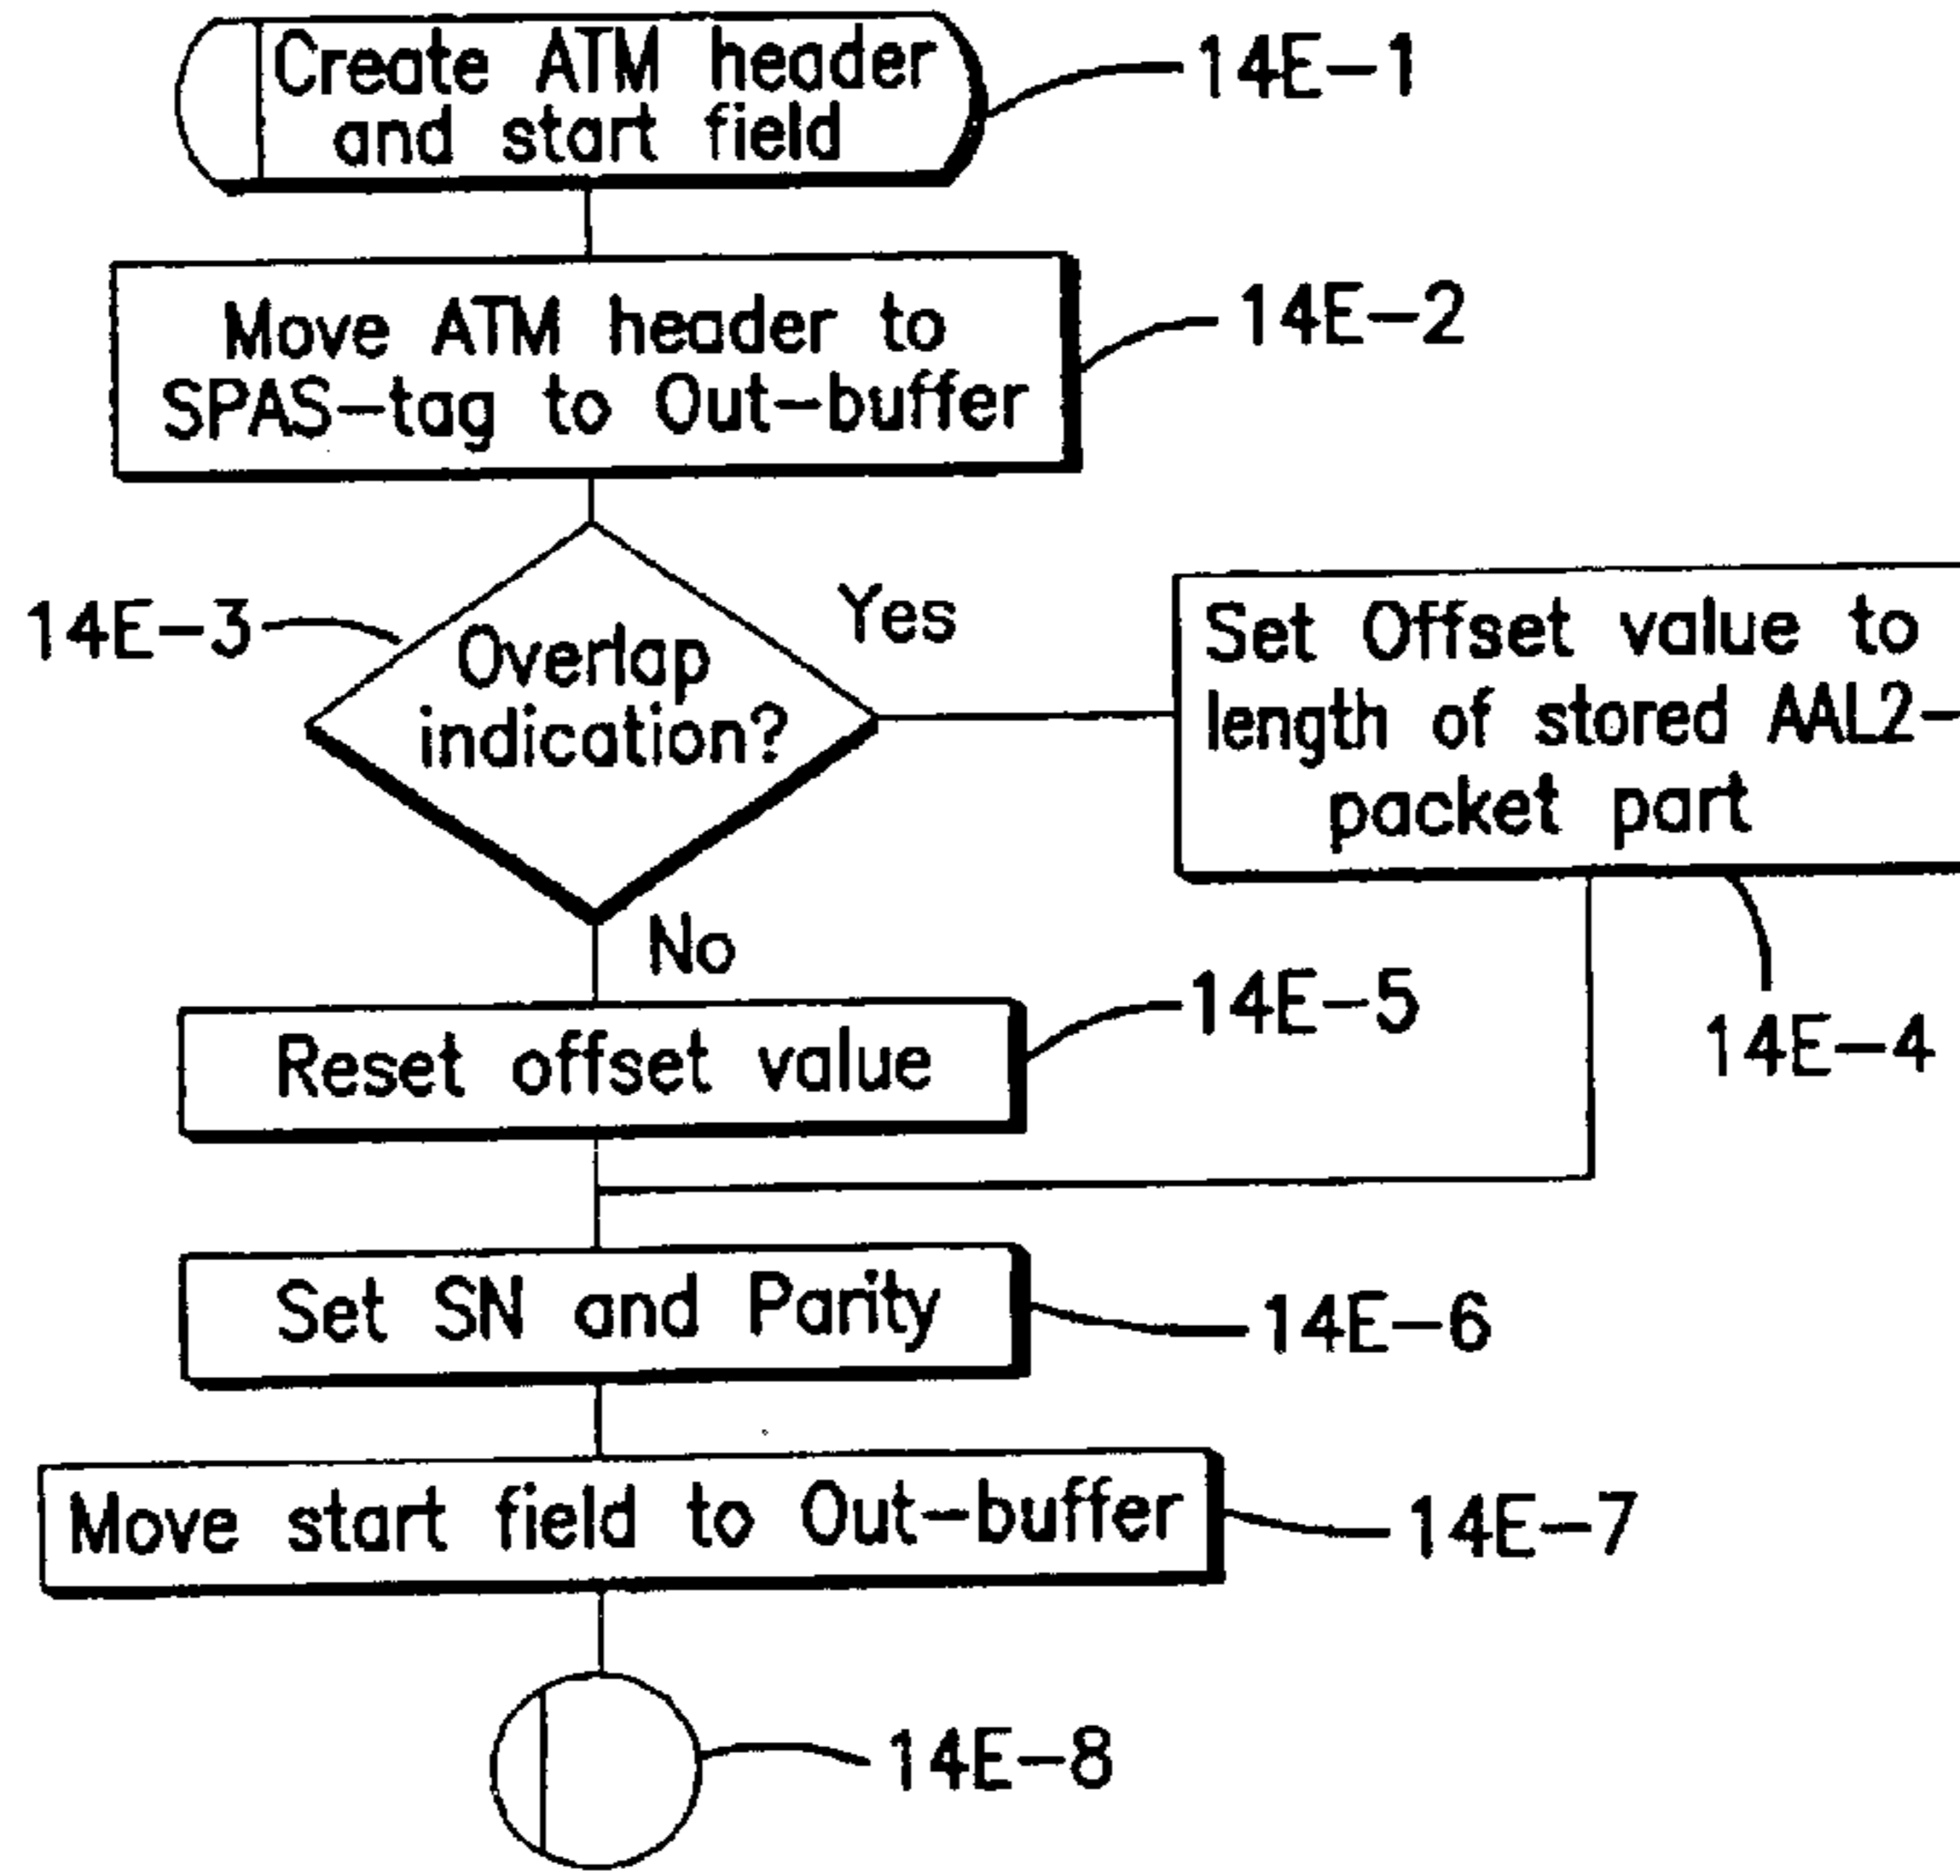 Create ATM header
and start field
14E-1
Move ATM header to
SPAS-tag to Out-buffer
14E-2
14E-3
Overlap
indication?
Yes
Set Offset value to
length of stored AAL2-
packet part
14E-4
No
Reset offset value
14E-5
Set SN and Parity
14E-6
Move start field to Out-buffer
14E-7
14E-8